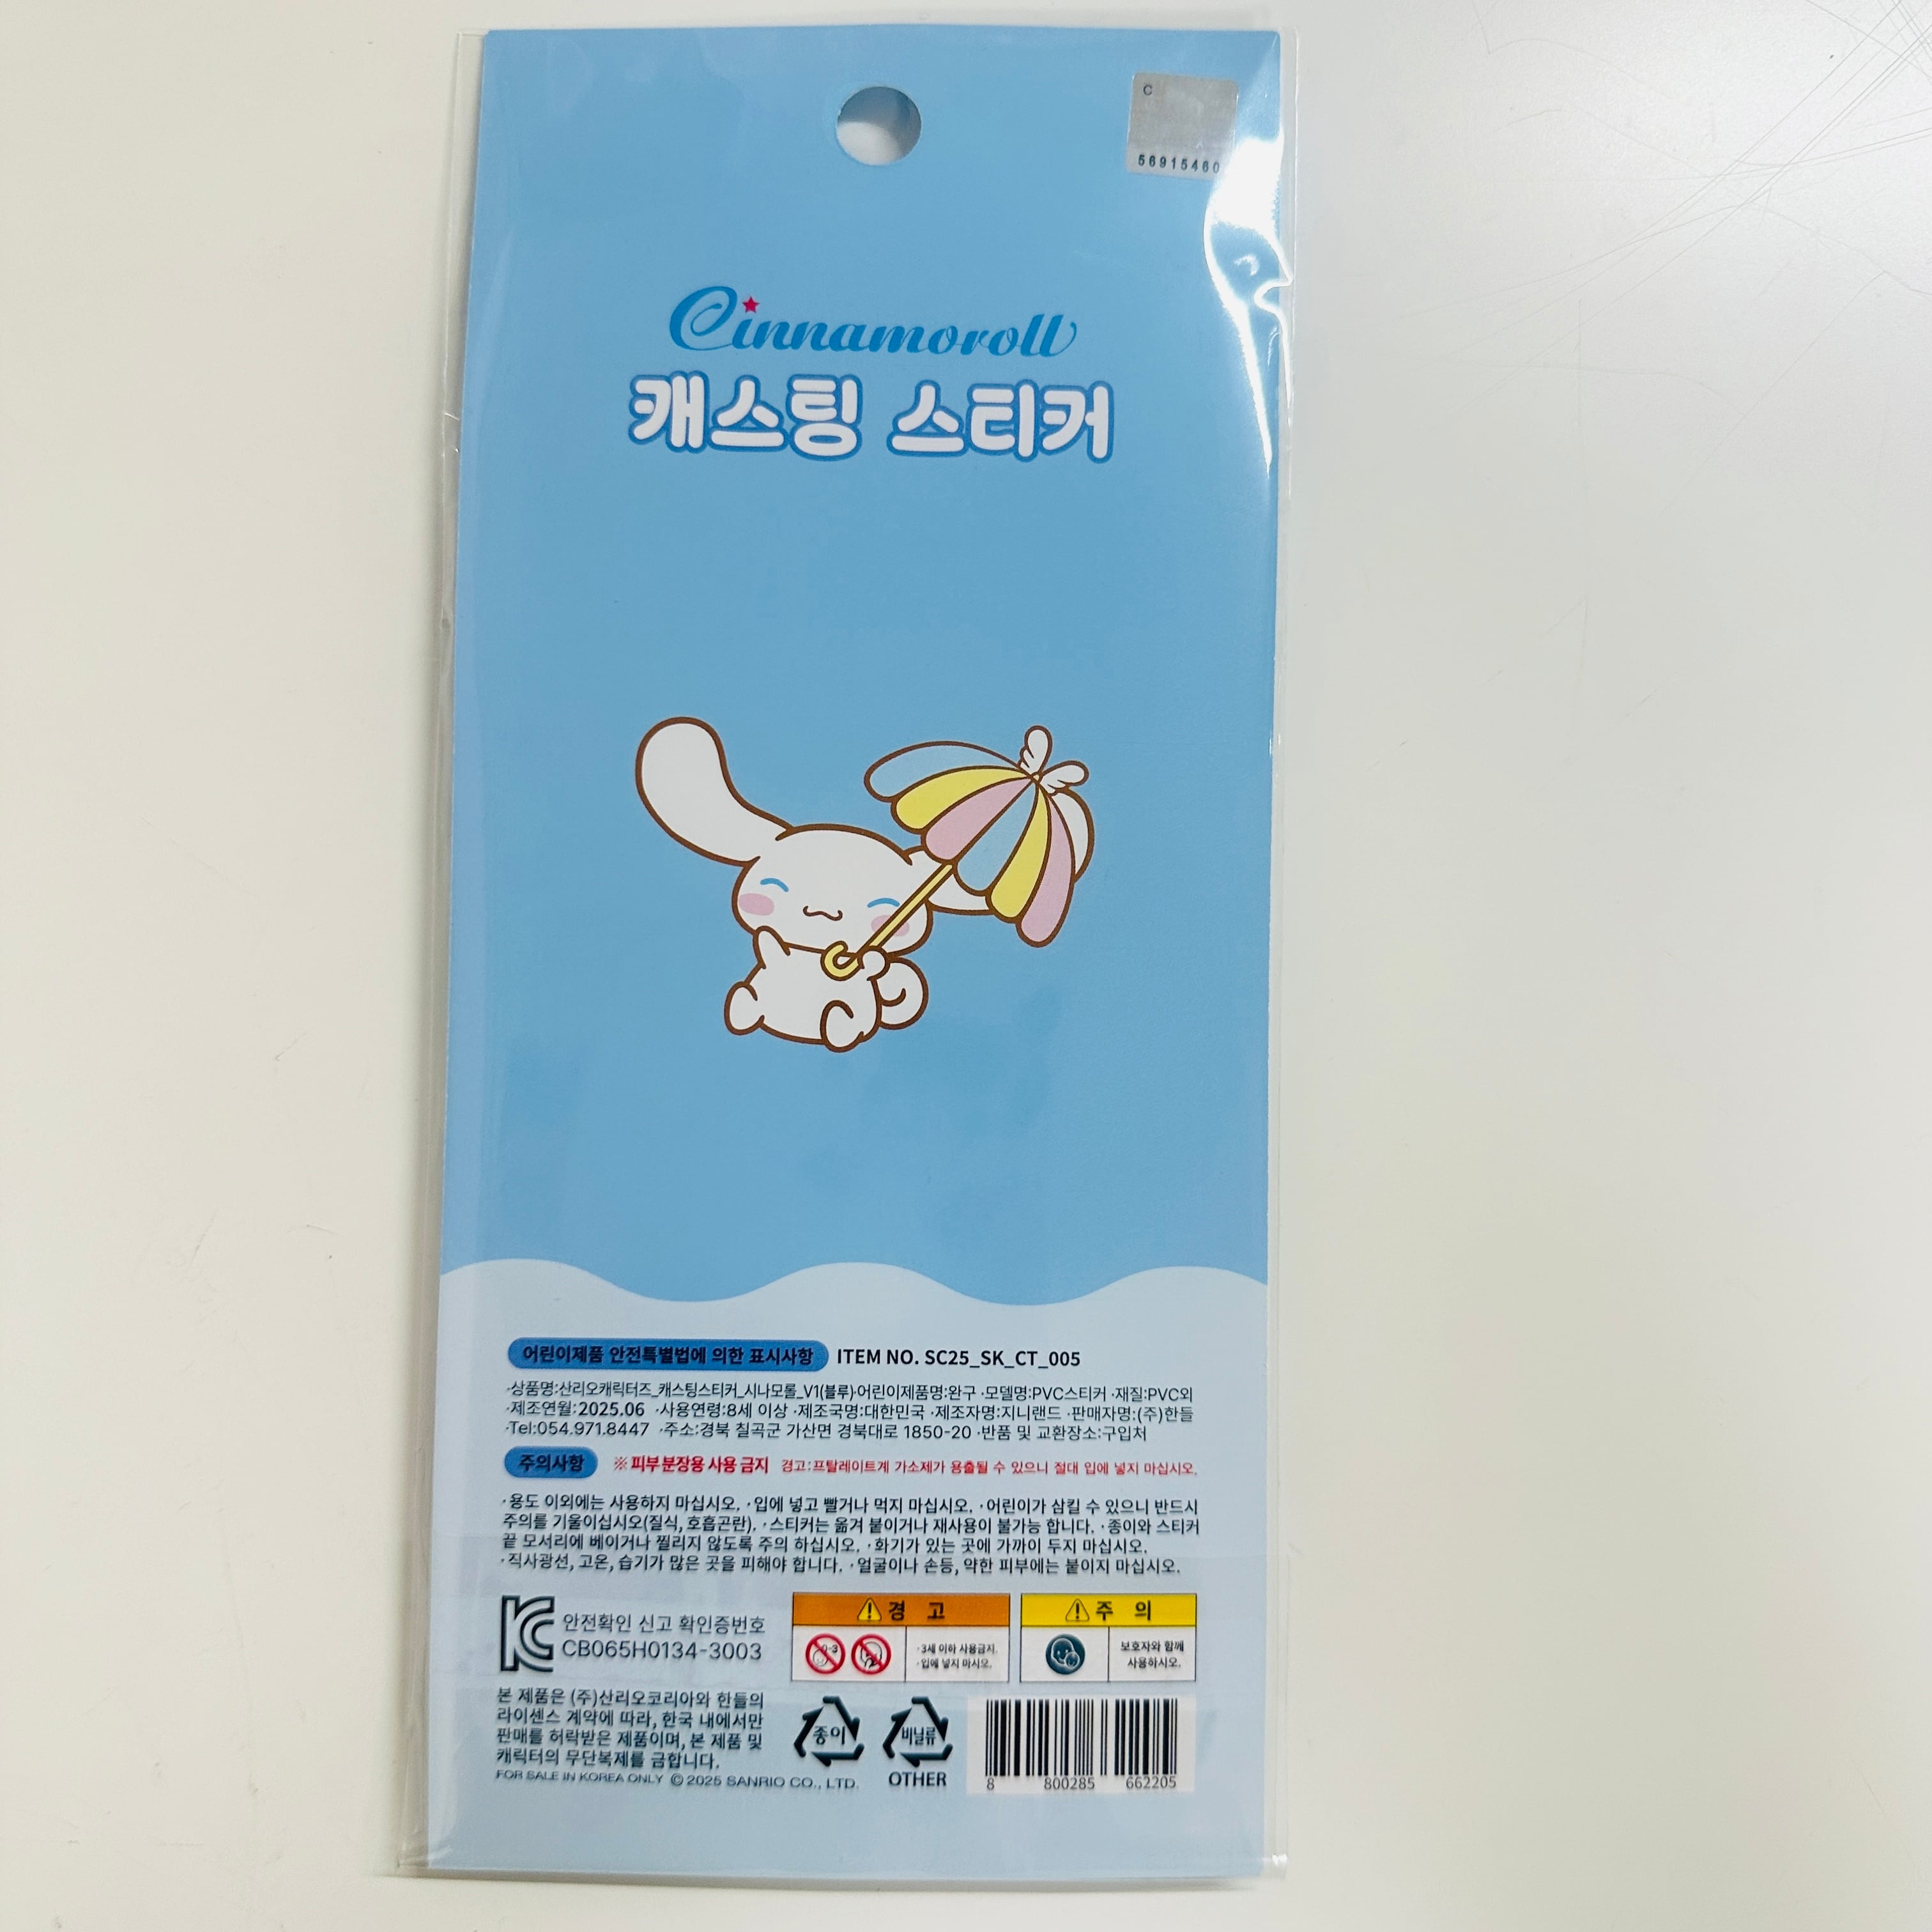 C
56915460
Cinnamoroll
캐스팅 스티커
어린이제품 안전특별법에 의한 표시사항 ITEM NO. SC25_SK_CT_005
·상품명:산리오캐릭터즈_캐스팅스티커_시나모롤_V1(블루)·어린이제품명:완구 ·모델명:PVC스티커 ·재질:PVC외
·제조연월:2025.06 ·사용연령:8세 이상 ·제조국명:대한민국 ·제조자명:지니랜드 ·판매자명:(주)한들
·Tel:054.971.8447 ·주소:경북 칠곡군 가산면 경북대로 1850-20 ·반품 및 교환장소:구입처
주의사항 ※피부 분장용 사용 금지 경고:프탈레이트계 가소제가 용출될 수 있으니 절대 입에 넣지 마십시오.
·용도 이외에는 사용하지 마십시오. ·입에 넣고 빨거나 먹지 마십시오. ·어린이가 삼킬 수 있으니 반드시
주의를 기울이십시오(질식, 호흡곤란). ·스티커는 옮겨 붙이거나 재사용이 불가능 합니다. ·종이와 스티커
끝 모서리에 베이거나 찔리지 않도록 주의 하십시오. ·화기가 있는 곳에 가까이 두지 마십시오.
·직사광선, 고온, 습기가 많은 곳을 피해야 합니다. ·얼굴이나 손등, 약한 피부에는 붙이지 마십시오.
안전확인 신고 확인증번호
CB065H0134-3003
경 고
0-3
·3세 이하 사용금지.
·입에 넣지 마시오.
주 의
보호자와 함께
사용하시오.
본 제품은 (주)산리오코리아와 한들의
라이센스 계약에 따라, 한국 내에서만
판매를 허락받은 제품이며, 본 제품 및
캐릭터의 무단복제를 금합니다.
FOR SALE IN KOREA ONLY ©2025 SANRIO CO., LTD.
종이
비닐류
OTHER
8 800285 662205